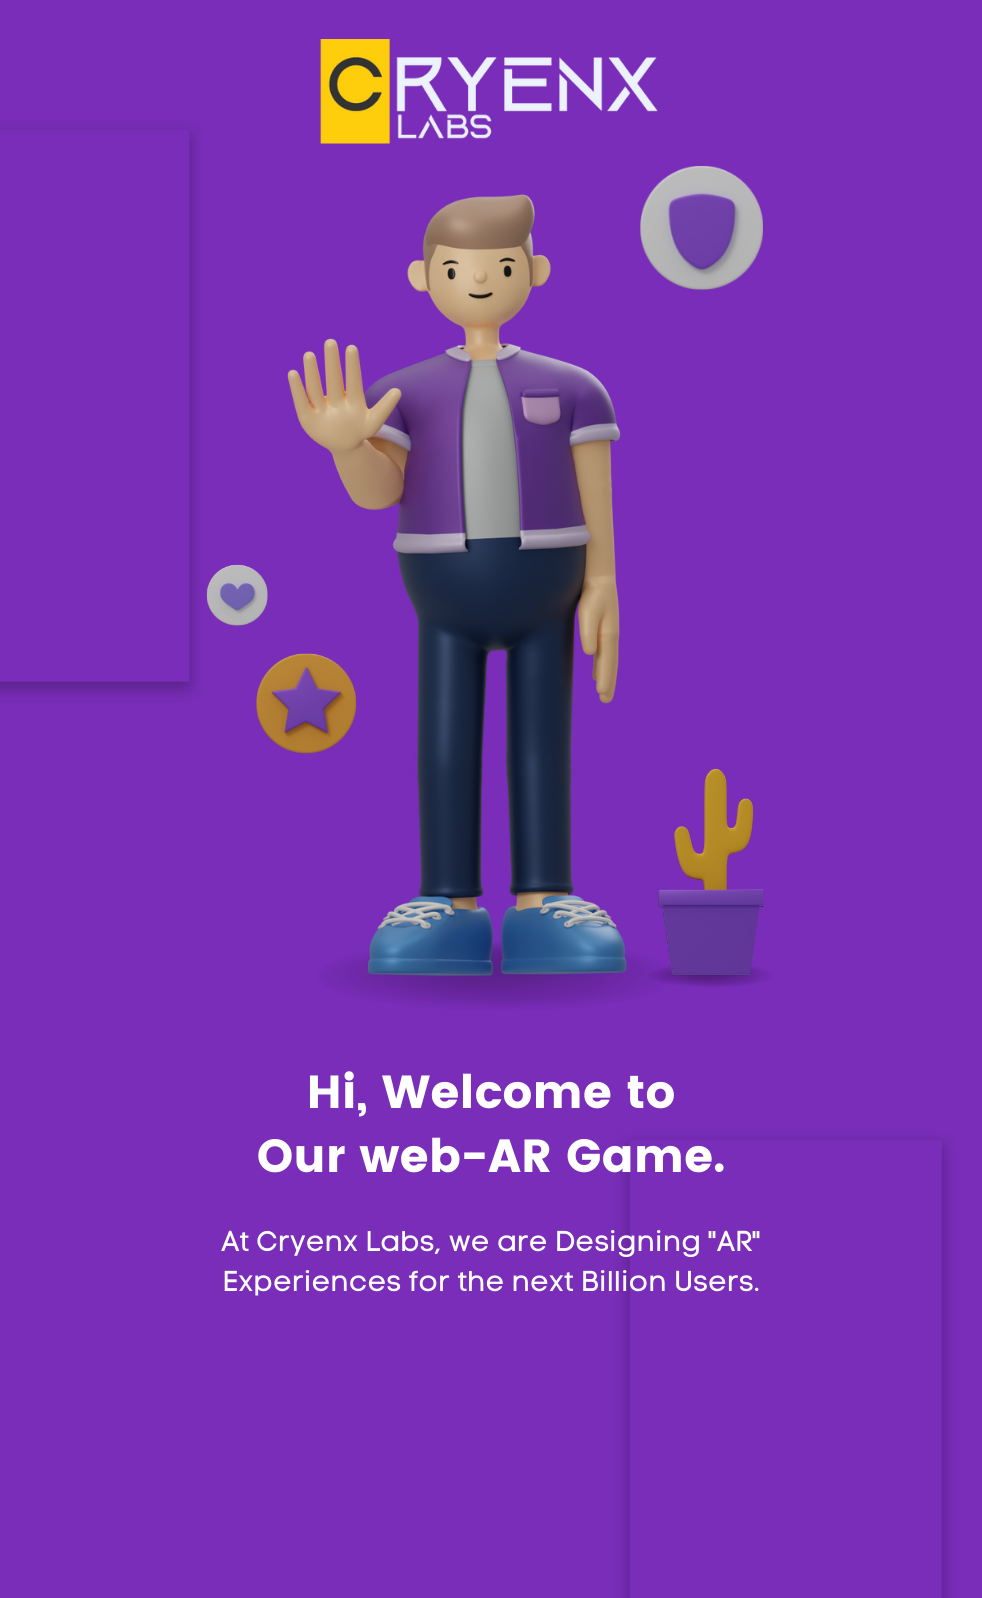 CRYENX
LABS
Hi, Welcome to
Our web-AR Game.
At Cryenx Labs, we are Designing "AR"
Experiences for the next Billion Users.